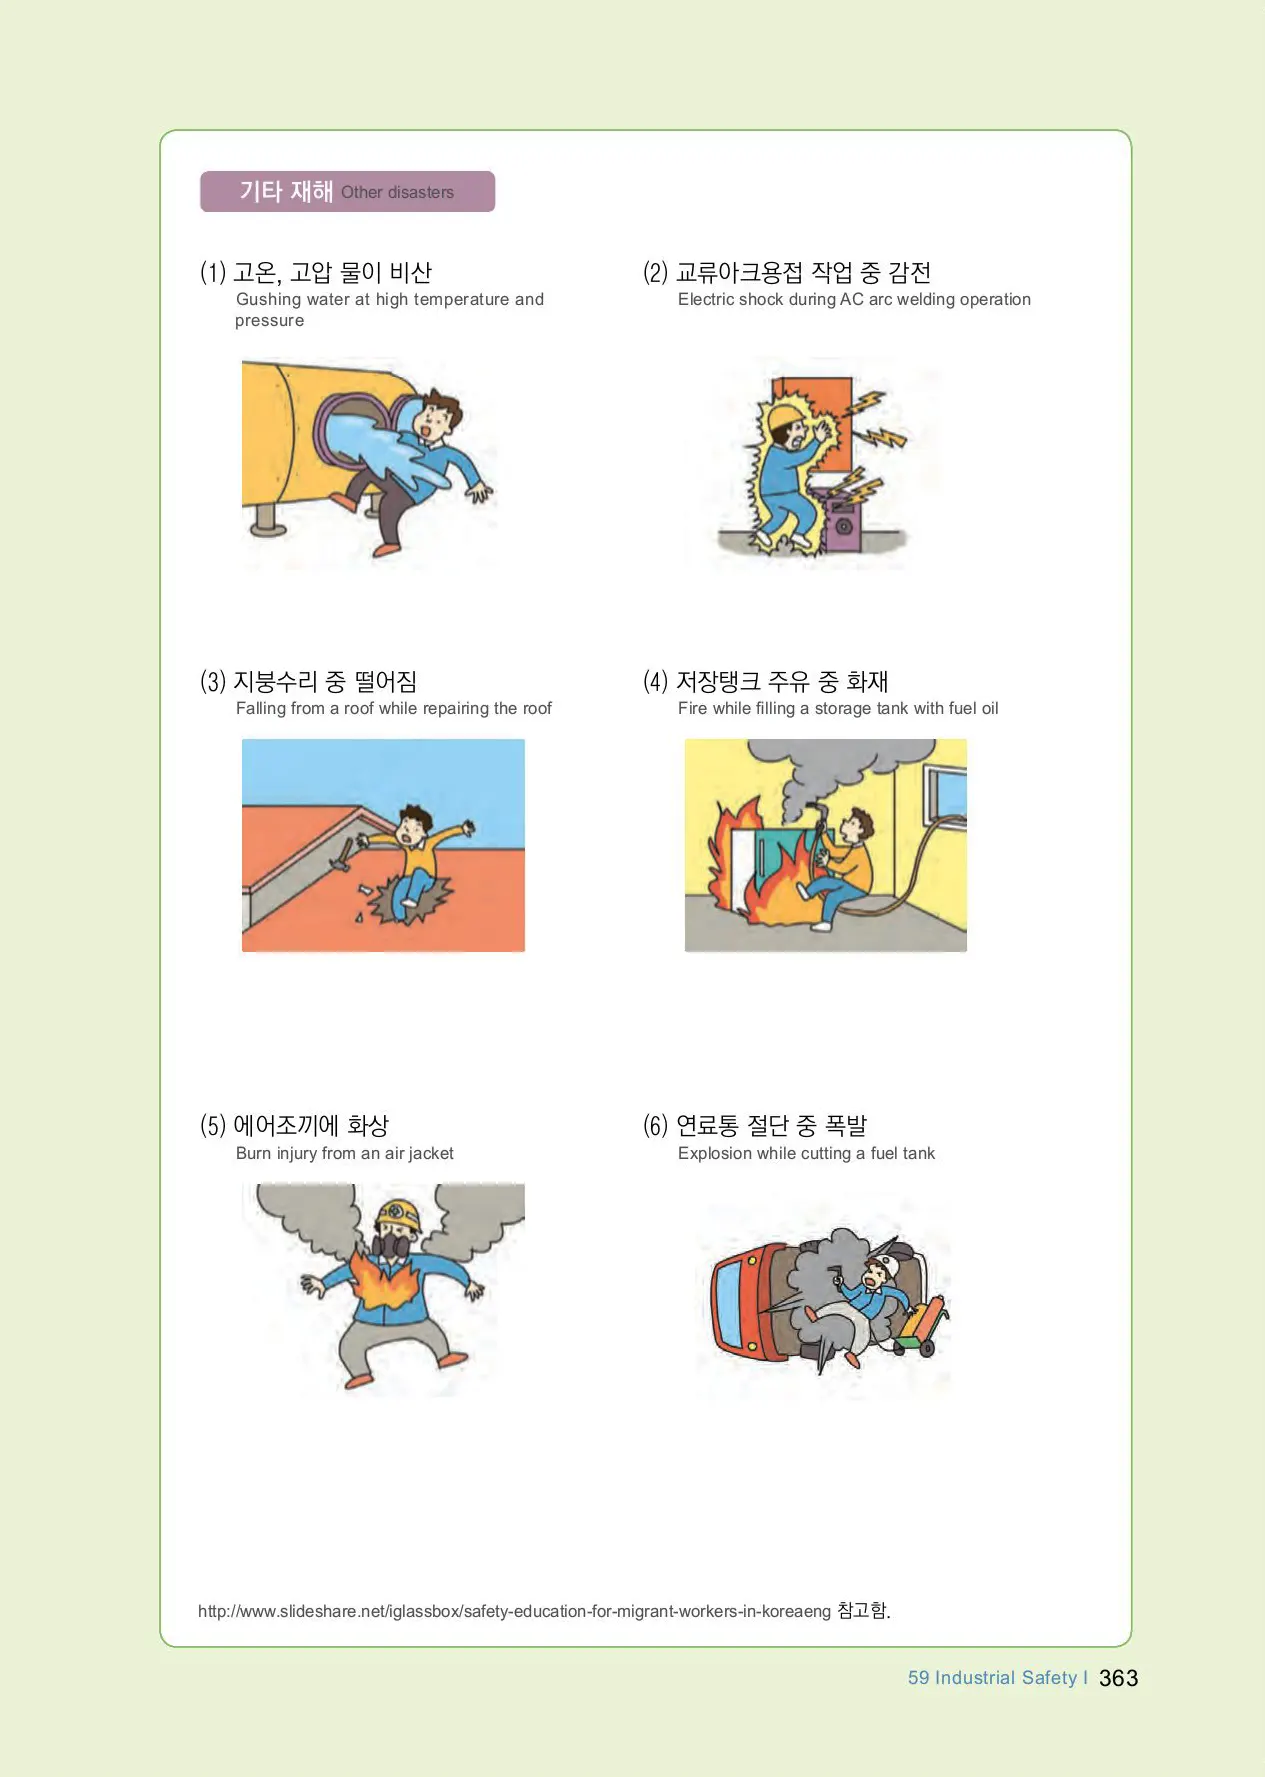 기타 재해 Other disasters
(1) 고온, 고압 물이 비산
Gushing water at high temperature and
pressure
(2) 교류아크용접 작업 중 감전
Electric shock during AC arc welding operation
(3) 지붕수리 중 떨어짐
Falling from a roof while repairing the roof
(4) 저장탱크 주유 중 화재
Fire while filling a storage tank with fuel oil
(5) 에어조끼에 화상
Burn injury from an air jacket
(6) 연료통 절단 중 폭발
Explosion while cutting a fuel tank
http://www.slideshare.net/iglassbox/safety-education-for-migrant-workers-in-koreaeng 참고함.
59 Industrial Safety I 363